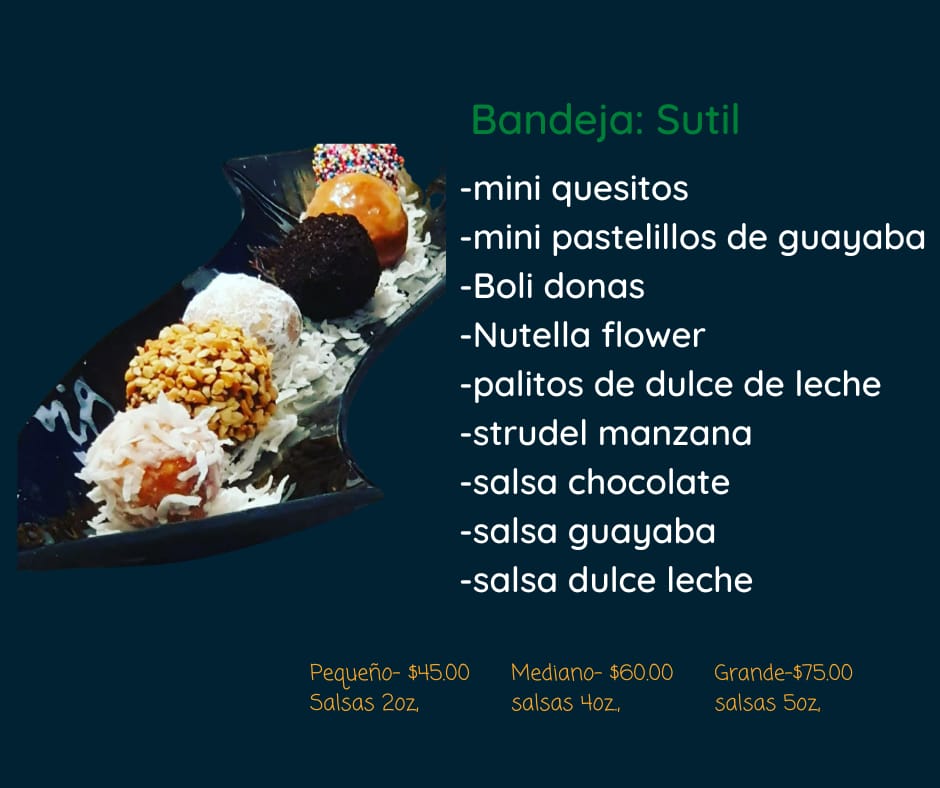 Bandeja: Sutil
-mini quesitos
-mini pastelillos de guayaba
-Boli donas
-Nutella flower
-palitos de dulce de leche
-strudel manzana
-salsa chocolate
-salsa guayaba
-salsa dulce leche
Pequeño- $45.00
Salsas 2oz,
Mediano- $60.00
salsas 4oz.,
Grande-$75.00
salsas 5oz,